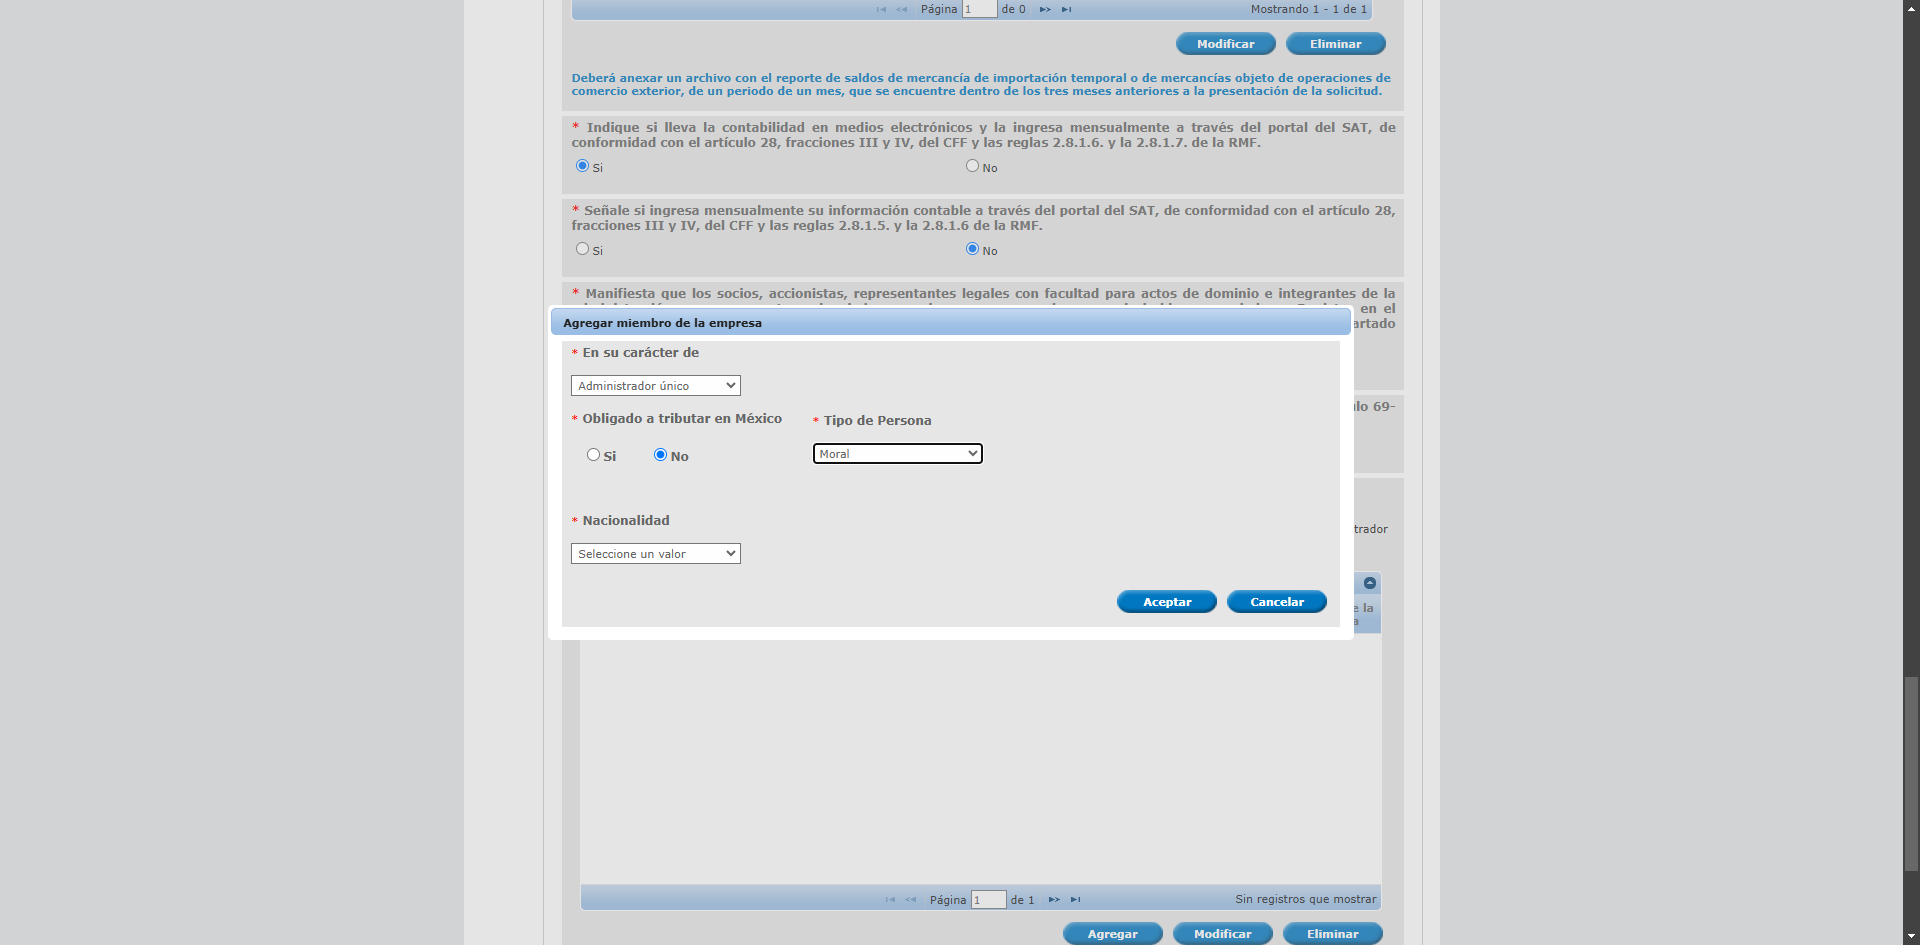 Página 1 de 0 Mostrando 1 - 1 de 1
Modificar Eliminar
Deberá anexar un archivo con el reporte de saldos de mercancía de importación temporal o de mercancías objeto de operaciones de
comercio exterior, de un periodo de un mes, que se encuentre dentro de los tres meses anteriores a la presentación de la solicitud.
* Indique si lleva la contabilidad en medios electrónicos y la ingresa mensualmente a través del portal del SAT, de
conformidad con el artículo 28, fracciones III y IV, del CFF y las reglas 2.8.1.6. y la 2.8.1.7. de la RMF.
Si No
* Señale si ingresa mensualmente su información contable a través del portal del SAT, de conformidad con el artículo 28,
fracciones III y IV, del CFF y las reglas 2.8.1.5. y la 2.8.1.6 de la RMF.
Si No
* Manifiesta que los socios, accionistas, representantes legales con facultad para actos de dominio e integrantes de la
en el
artado
Agregar miembro de la empresa
* En su carácter de
Administrador único
* Obligado a tributar en México * Tipo de Persona
Si No Moral
* Nacionalidad
Seleccione un valor
Aceptar Cancelar
lo 69-
trador
e la
a
Página 1 de 1 Sin registros que mostrar
Agregar Modificar Eliminar